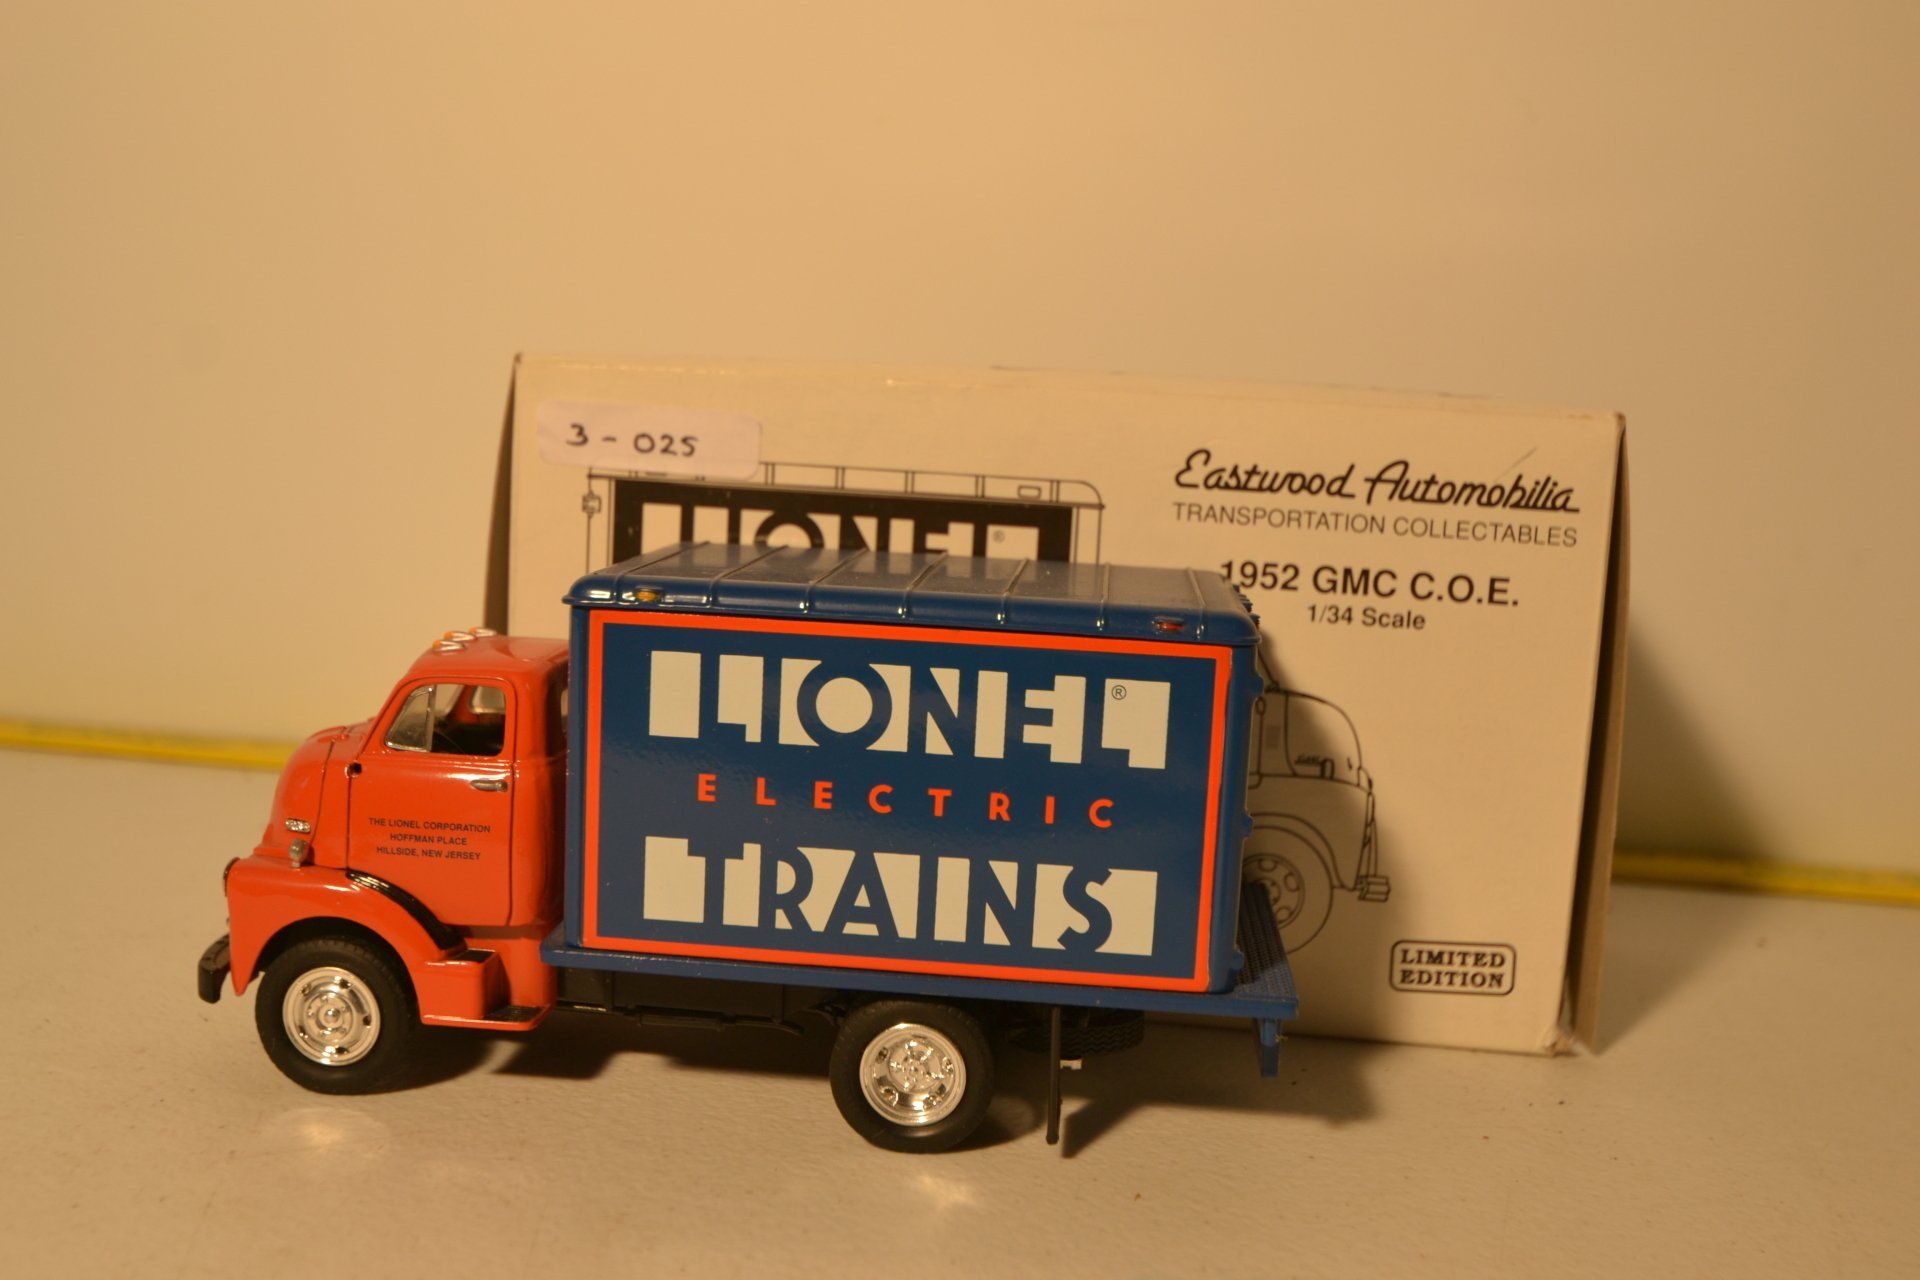 3-025
Eastwood Automobilia
TRANSPORTATION COLLECTABLES
1952 GMC C.O.E.
1/34 Scale
LIONEL ®
LIONEL ®
ELECTRIC
TRAINS
THE LIONEL CORPORATION
HOFFMAN PLACE
HILLSIDE, NEW JERSEY
LIMITED
EDITION